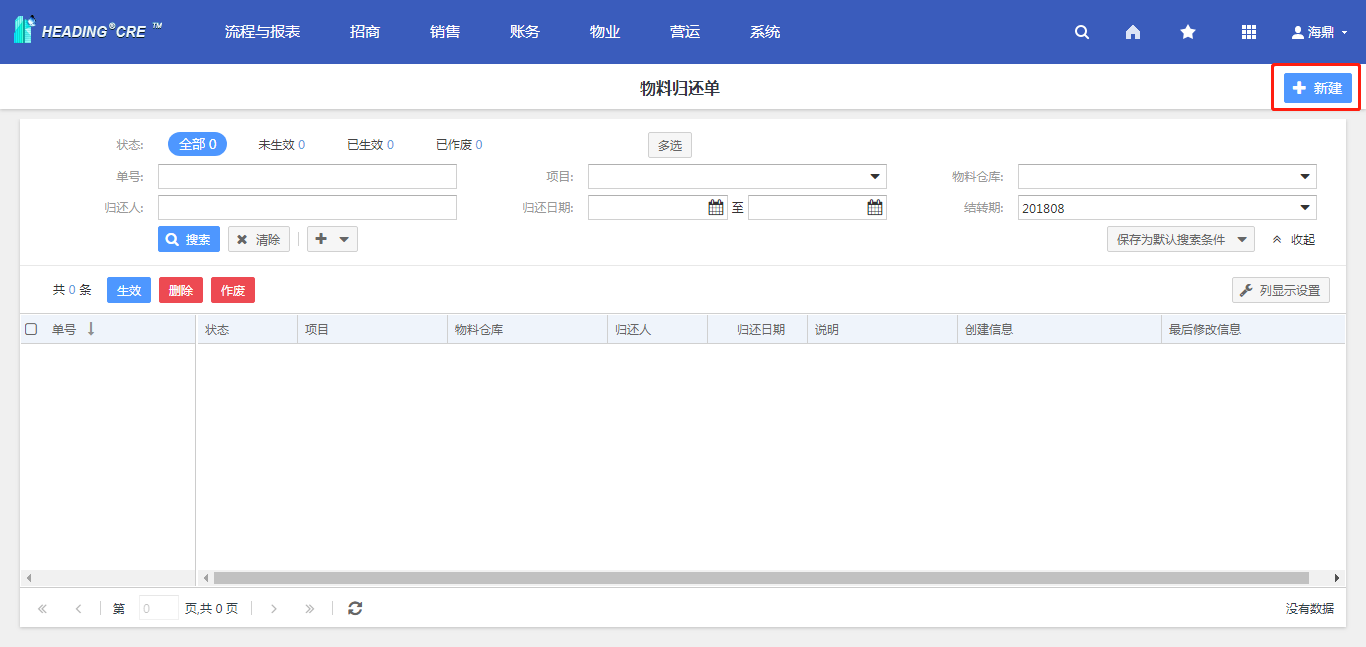 HEADING®CRE ™ 流程与报表 招商 销售 账务 物业 营运 系统 海鼎
物料归还单 新建
状态: 全部 0 未生效 0 已生效 0 已作废 0 多选
单号: 项目: 物料仓库:
归还人: 归还日期: 至 结转期: 201808
搜索 清除 保存为默认搜索条件 收起
共 0 条 生效 删除 作废 列显示设置
单号 状态 项目 物料仓库 归还人 归还日期 说明 创建信息 最后修改信息
第 0 页,共 0 页 没有数据